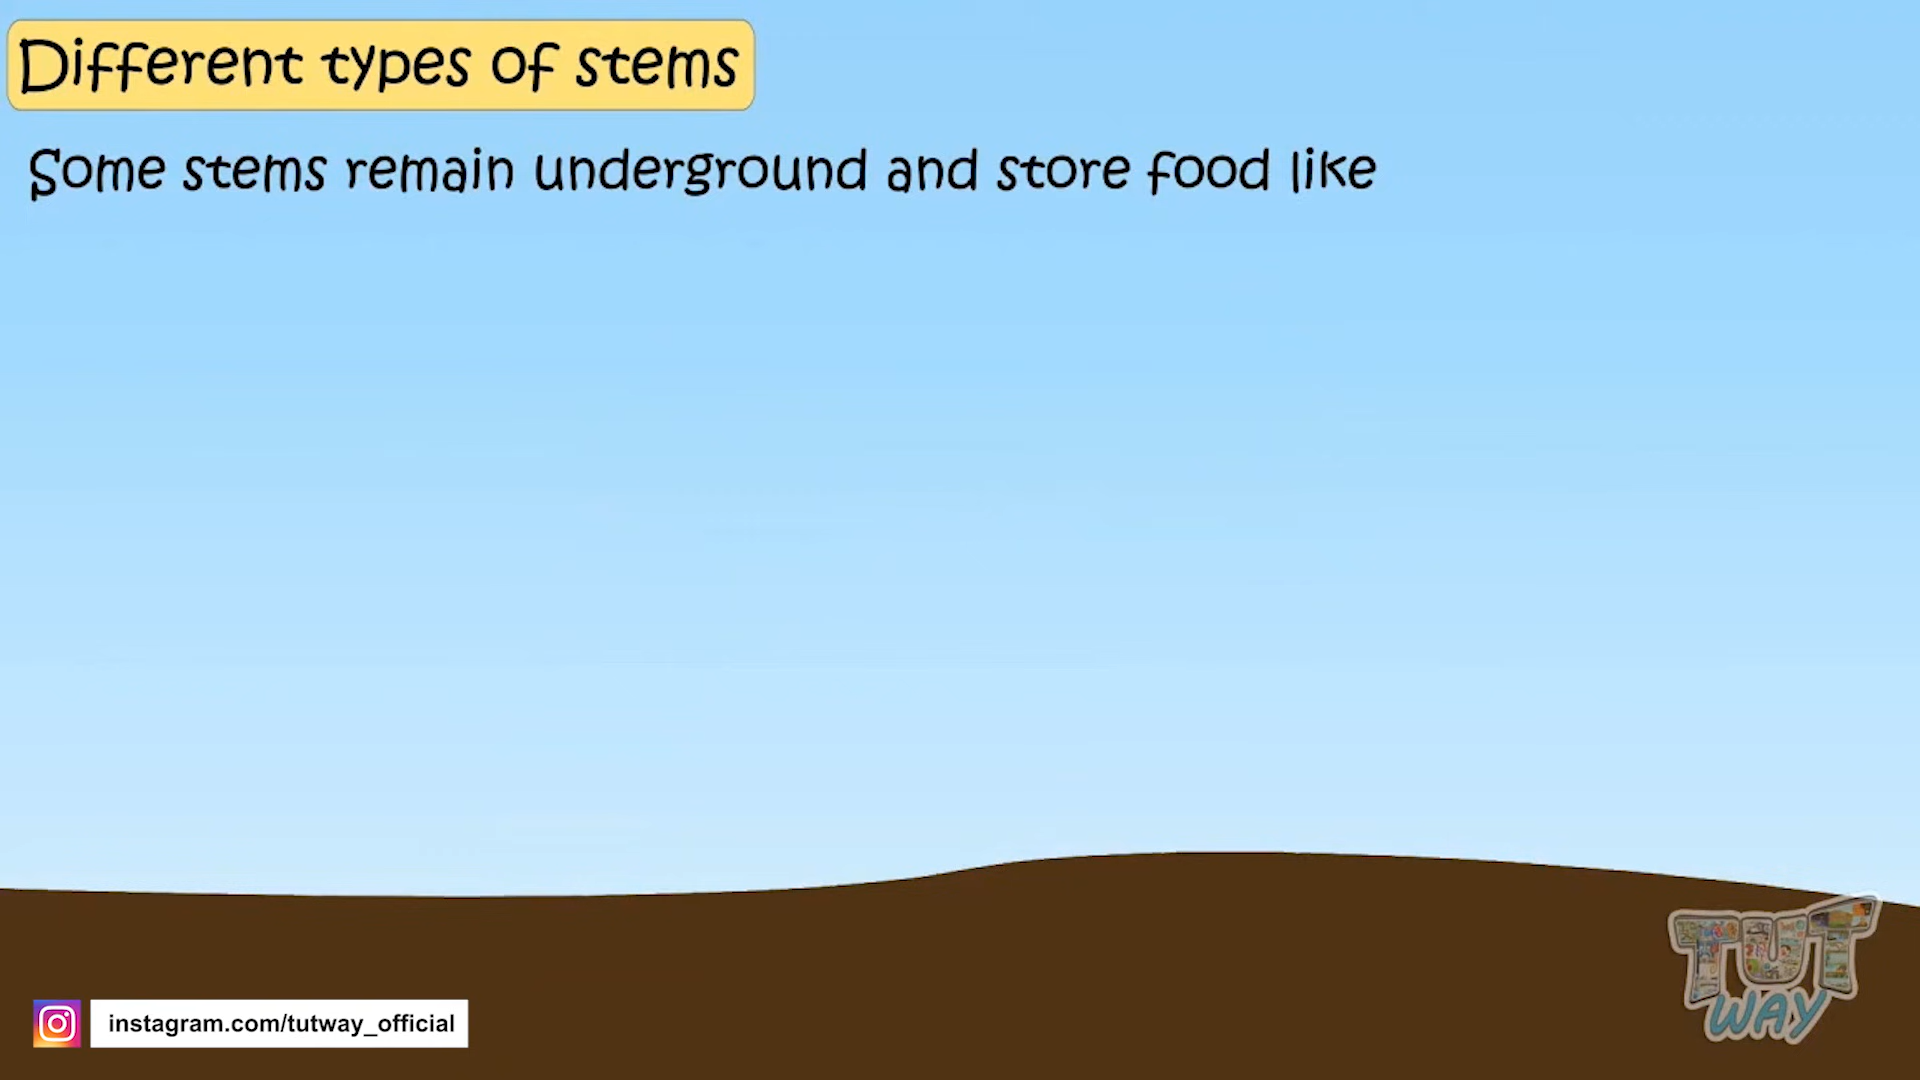 Different types of stems
Some stems remain underground and store food like
instagram.com/tutway_official
TUT
WAY